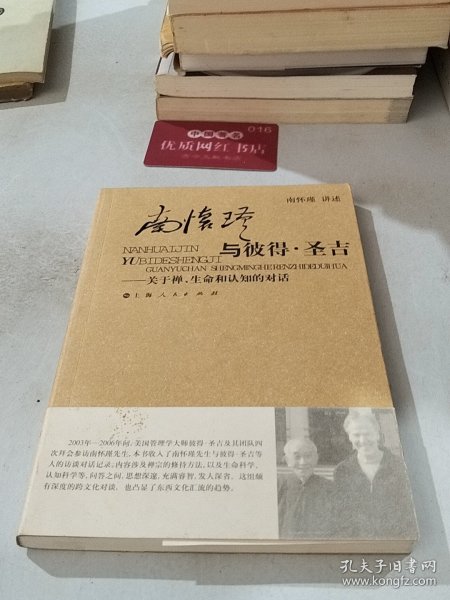 中国著名
016
优质网红书店
南怀瑾 讲述
南懷瑾
NANHUAIJIN
与彼得·圣吉
YUBIDESHENGJI
GUANYUCHAN SHENGMINGHERENZHIDEDUIHUA
——关于禅、生命和认知的对话
上海人民出版社
2003年—2006年间,美国管理学大师彼得·圣吉及其团队四
次拜会参访南怀瑾先生,本书收入了南怀瑾先生与彼得·圣吉等
人的访谈对话记录,内容涉及禅宗的修持方法,以及生命科学、
认知科学等,问答之间,思想深邃,充满睿智,发人深省。这组颇
有深度的跨文化对谈,也凸显了东西文化汇流的趋势。
孔夫子旧书网
www.kongfz.com